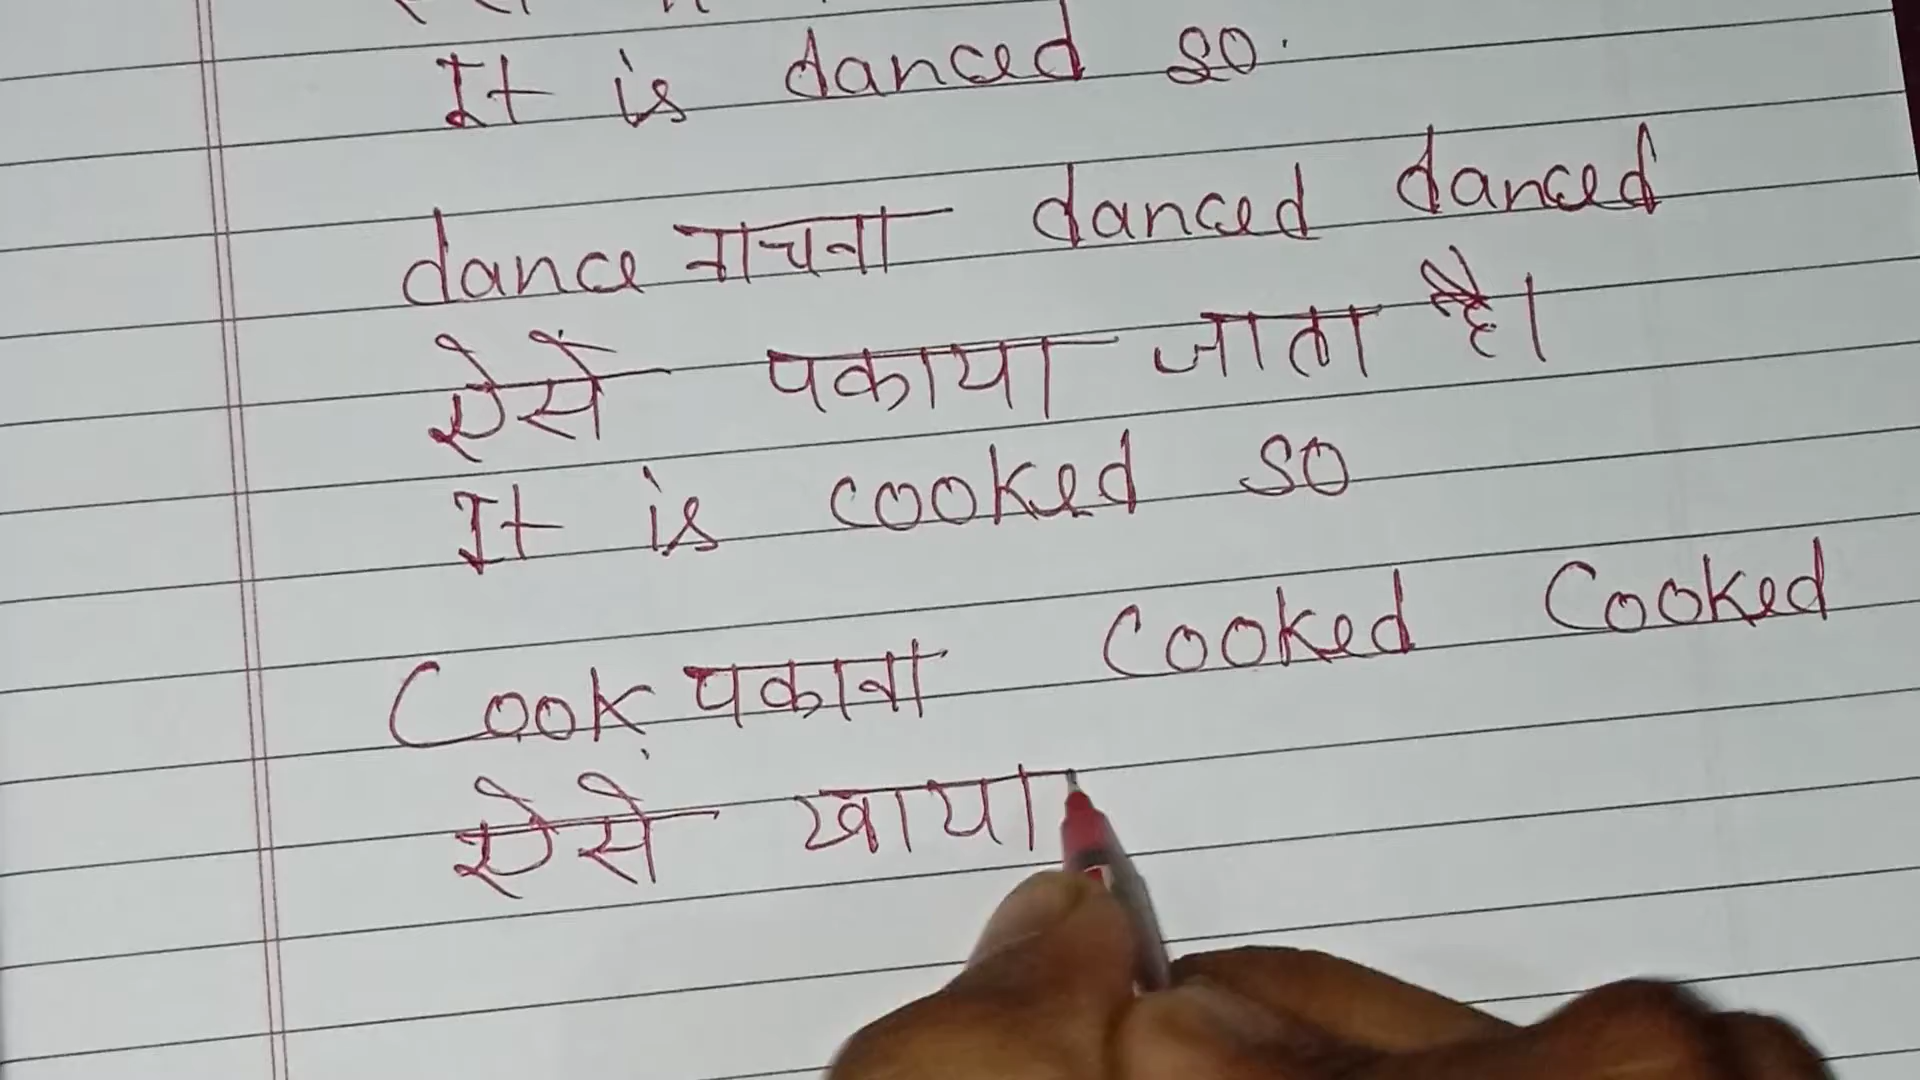 It is danced so.
dance नाचना danced danced
ऐसे पकाया जाता है।
It is cooked so
Cook पकाना Cooked Cooked
ऐसे खाया